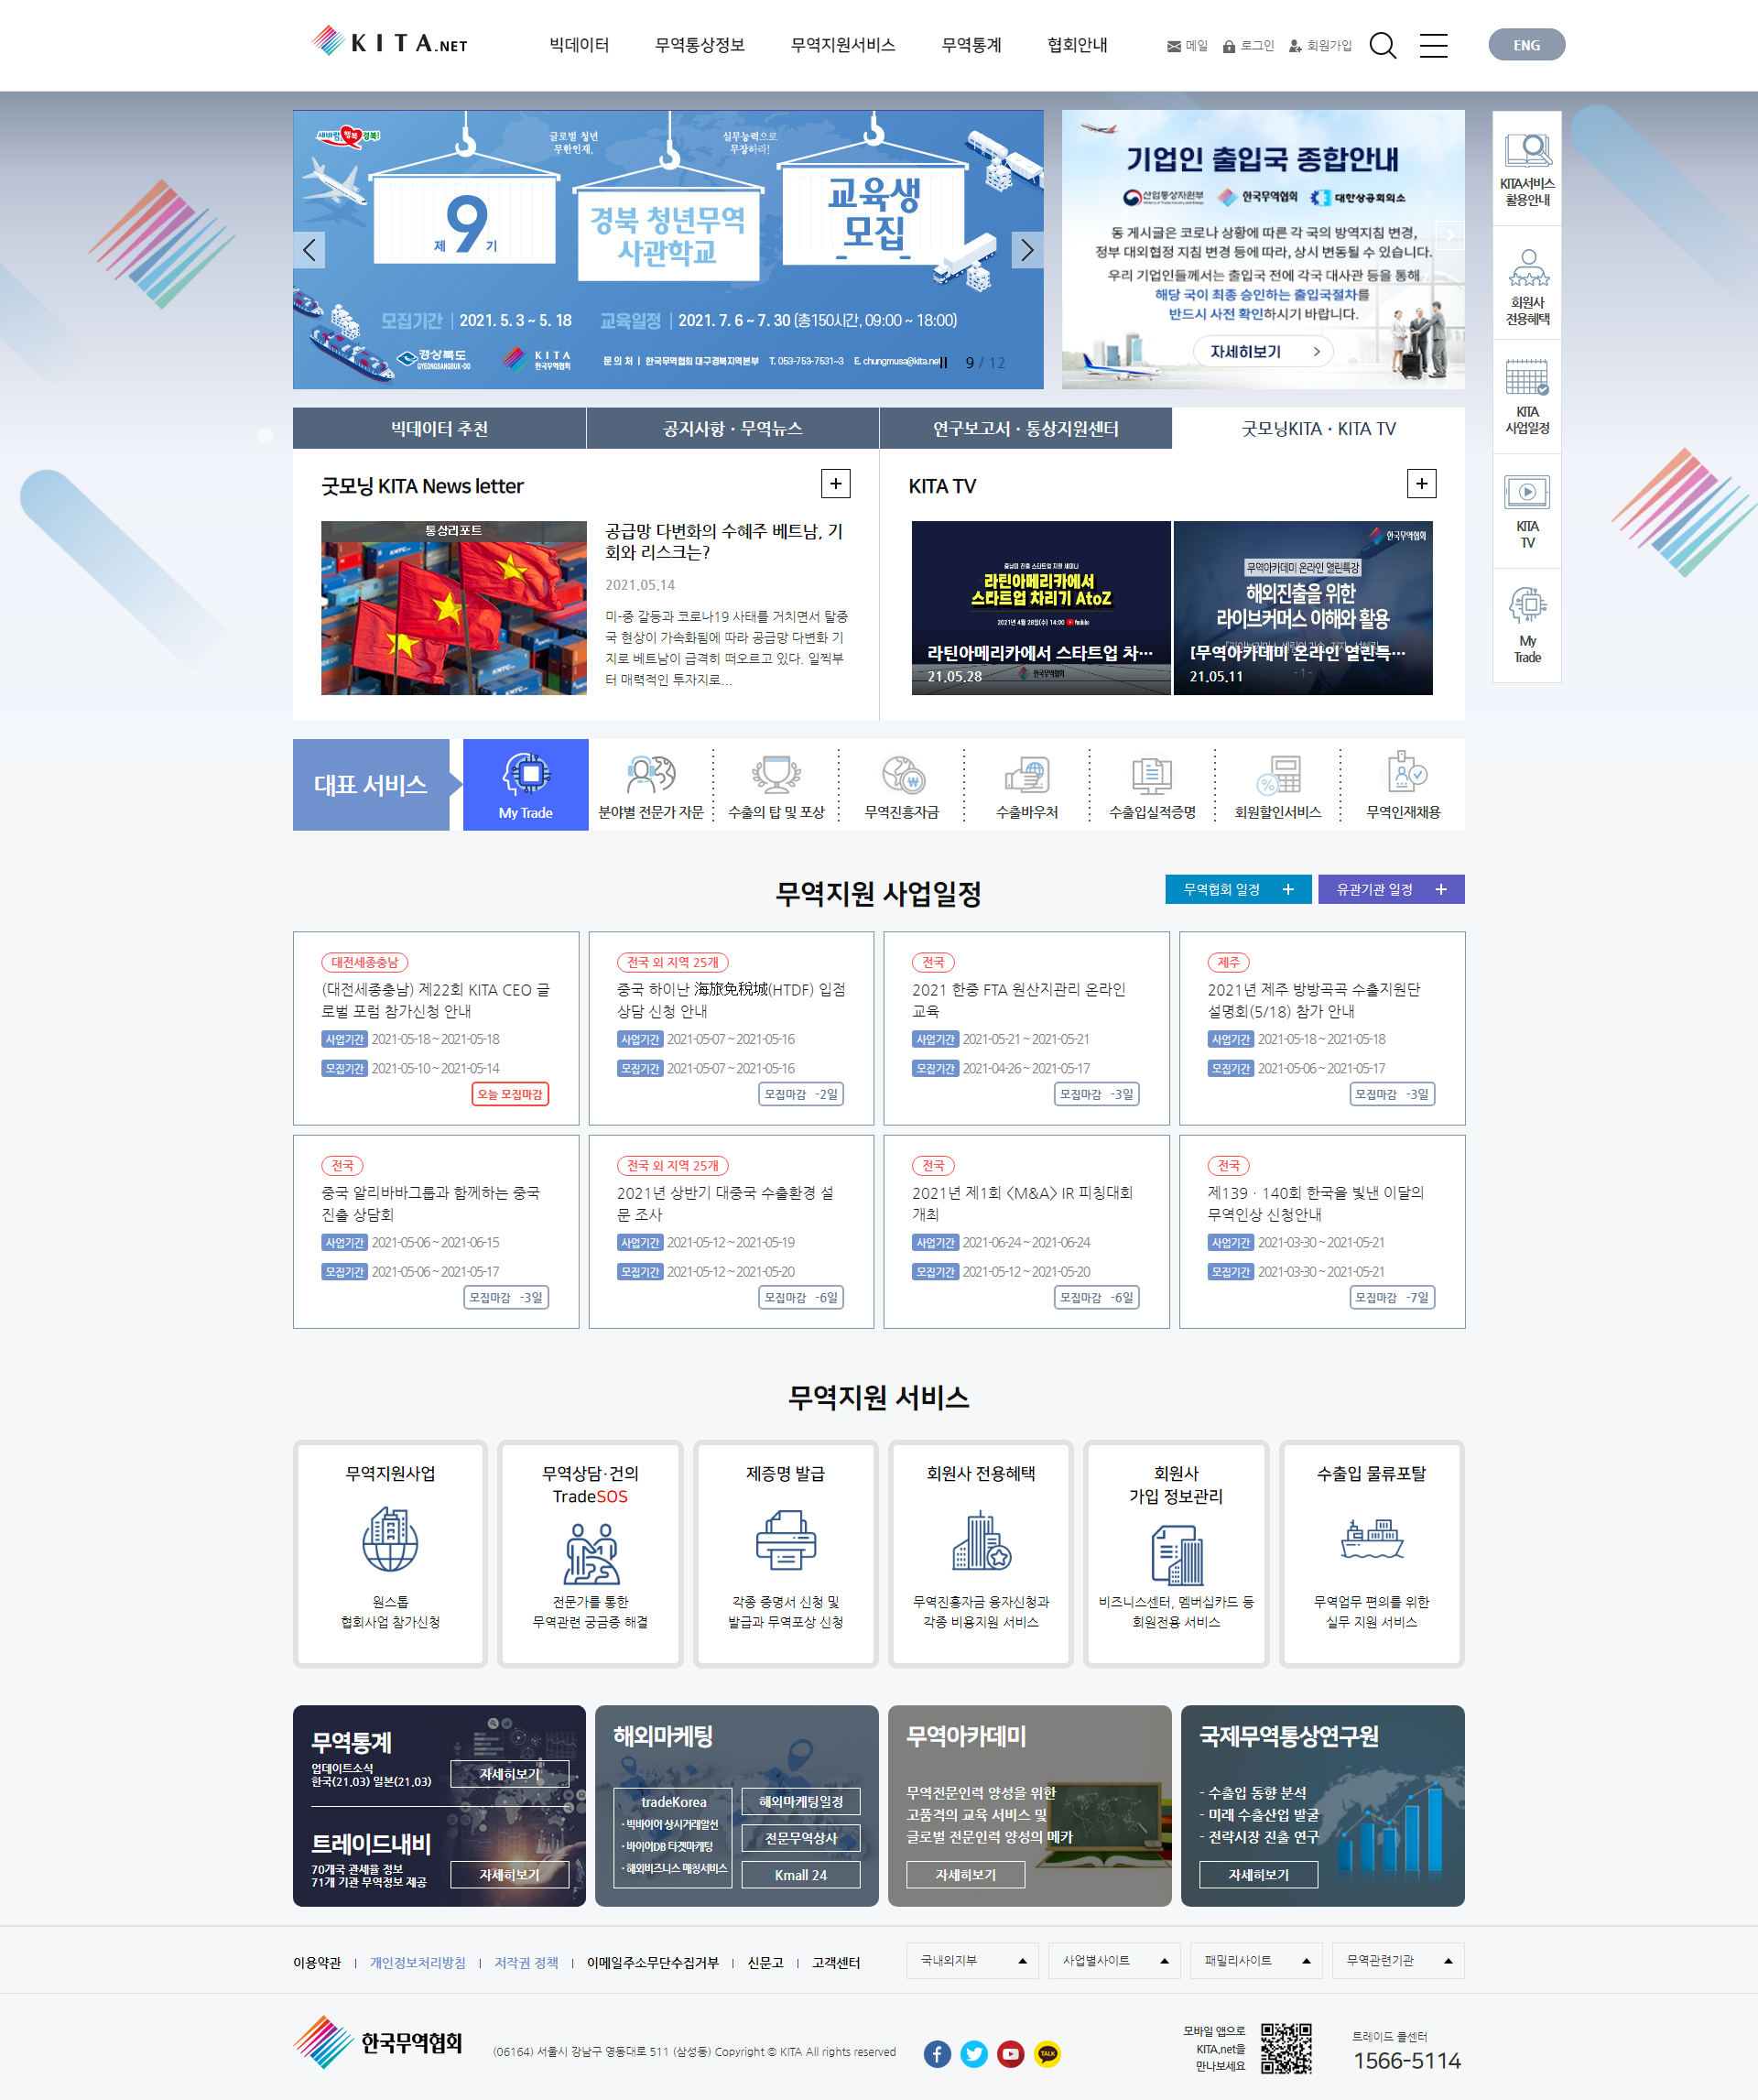 KITA.NET
빅데이터
무역통상정보
무역지원서비스
무역통계
협회안내
메일
로그인
회원가입
ENG
새바람 행복 경북!
글로벌 청년
무한인재,
실무능력으로
무장하라!
제 9 기
경북 청년무역
사관학교
교육생
모집
모집기간 | 2021. 5. 3 ~ 5. 18 교육일정 | 2021. 7. 6 ~ 7. 30 (총150시간, 09:00 ~ 18:00)
경상북도
GYEONGSANGBUK-DO
KITA
한국무역협회
문 의 처 | 한국무역협회 대구경북지역본부 T. 053-753-7531~3 E. chungmusa@kita.net
9 / 12
기업인 출입국 종합안내
산업통상자원부
한국무역협회
대한상공회의소
동 게시글은 코로나 상황에 따른 각 국의 방역지침 변경,
정부 대외협정 지침 변경 등에 따라, 상시 변동될 수 있습니다.
우리 기업인들께서는 출입국 전에 각국 대사관 등을 통해
해당 국이 최종 승인하는 출입국절차를
반드시 사전 확인하시기 바랍니다.
자세히보기
KITA서비스
활용안내
회원사
전용혜택
KITA
사업일정
KITA
TV
My
Trade
빅데이터 추천
공지사항 · 무역뉴스
연구보고서 · 통상지원센터
굿모닝KITA · KITA TV
굿모닝 KITA News letter
통상리포트
공급망 다변화의 수혜주 베트남, 기
회와 리스크는?
2021.05.14
미-중 갈등과 코로나19 사태를 거치면서 탈중
국 현상이 가속화됨에 따라 공급망 다변화 기
지로 베트남이 급격히 떠오르고 있다. 일찍부
터 매력적인 투자지로...
KITA TV
중남미 진출 스타트업 지원 세미나
라틴아메리카에서
스타트업 차리기 AtoZ
2021년 4월 28일(수) 14:00 YouTube
라틴아메리카에서 스타트업 차…
21.05.28
한국무역협회
한국무역협회
무역아카데미 온라인 열린특강
해외진출을 위한
라이브커머스 이해와 활용
[무역아카데미 온라인 열린특…
- 1 -
21.05.11
대표 서비스
My Trade
분야별 전문가 자문
수출의 탑 및 포상
무역진흥자금
수출바우처
수출입실적증명
회원할인서비스
무역인재채용
무역지원 사업일정
무역협회 일정 +
유관기관 일정 +
대전세종충남
(대전세종충남) 제22회 KITA CEO 글
로벌 포럼 참가신청 안내
사업기간 2021-05-18 ~ 2021-05-18
모집기간 2021-05-10 ~ 2021-05-14
오늘 모집마감
전국 외 지역 25개
중국 하이난 海旅免稅城(HTDF) 입점
상담 신청 안내
사업기간 2021-05-07 ~ 2021-05-16
모집기간 2021-05-07 ~ 2021-05-16
모집마감 -2일
전국
2021 한중 FTA 원산지관리 온라인
교육
사업기간 2021-05-21 ~ 2021-05-21
모집기간 2021-04-26 ~ 2021-05-17
모집마감 -3일
제주
2021년 제주 방방곡곡 수출지원단
설명회(5/18) 참가 안내
사업기간 2021-05-18 ~ 2021-05-18
모집기간 2021-05-06 ~ 2021-05-17
모집마감 -3일
전국
중국 알리바바그룹과 함께하는 중국
진출 상담회
사업기간 2021-05-06 ~ 2021-06-15
모집기간 2021-05-06 ~ 2021-05-17
모집마감 -3일
전국 외 지역 25개
2021년 상반기 대중국 수출환경 설
문 조사
사업기간 2021-05-12 ~ 2021-05-19
모집기간 2021-05-12 ~ 2021-05-20
모집마감 -6일
전국
2021년 제1회 <M&A> IR 피칭대회
개최
사업기간 2021-06-24 ~ 2021-06-24
모집기간 2021-05-12 ~ 2021-05-20
모집마감 -6일
전국
제139 · 140회 한국을 빛낸 이달의
무역인상 신청안내
사업기간 2021-03-30 ~ 2021-05-21
모집기간 2021-03-30 ~ 2021-05-21
모집마감 -7일
무역지원 서비스
무역지원사업
원스톱
협회사업 참가신청
무역상담·건의
TradeSOS
전문가를 통한
무역관련 궁금증 해결
제증명 발급
각종 증명서 신청 및
발급과 무역포상 신청
회원사 전용혜택
무역진흥자금 융자신청과
각종 비용지원 서비스
회원사
가입 정보관리
비즈니스센터, 멤버십카드 등
회원전용 서비스
수출입 물류포탈
무역업무 편의를 위한
실무 지원 서비스
무역통계
업데이트소식
한국(21.03) 일본(21.03)
자세히보기
트레이드내비
70개국 관세율 정보
71개 기관 무역정보 제공
자세히보기
해외마케팅
tradeKorea
· 빅바이어 상시거래알선
· 바이어DB 타겟마케팅
· 해외비즈니스 매칭서비스
해외마케팅일정
전문무역상사
Kmall 24
무역아카데미
무역전문인력 양성을 위한
고품격의 교육 서비스 및
글로벌 전문인력 양성의 메카
자세히보기
국제무역통상연구원
- 수출입 동향 분석
- 미래 수출산업 발굴
- 전략시장 진출 연구
자세히보기
이용약관 | 개인정보처리방침 | 저작권 정책 | 이메일주소무단수집거부 | 신문고 | 고객센터
국내외지부
사업별사이트
패밀리사이트
무역관련기관
한국무역협회
(06164) 서울시 강남구 영동대로 511 (삼성동) Copyright © KITA All rights reserved
TALK
모바일 앱으로
KITA.net을
만나보세요
트레이드 콜센터
1566-5114